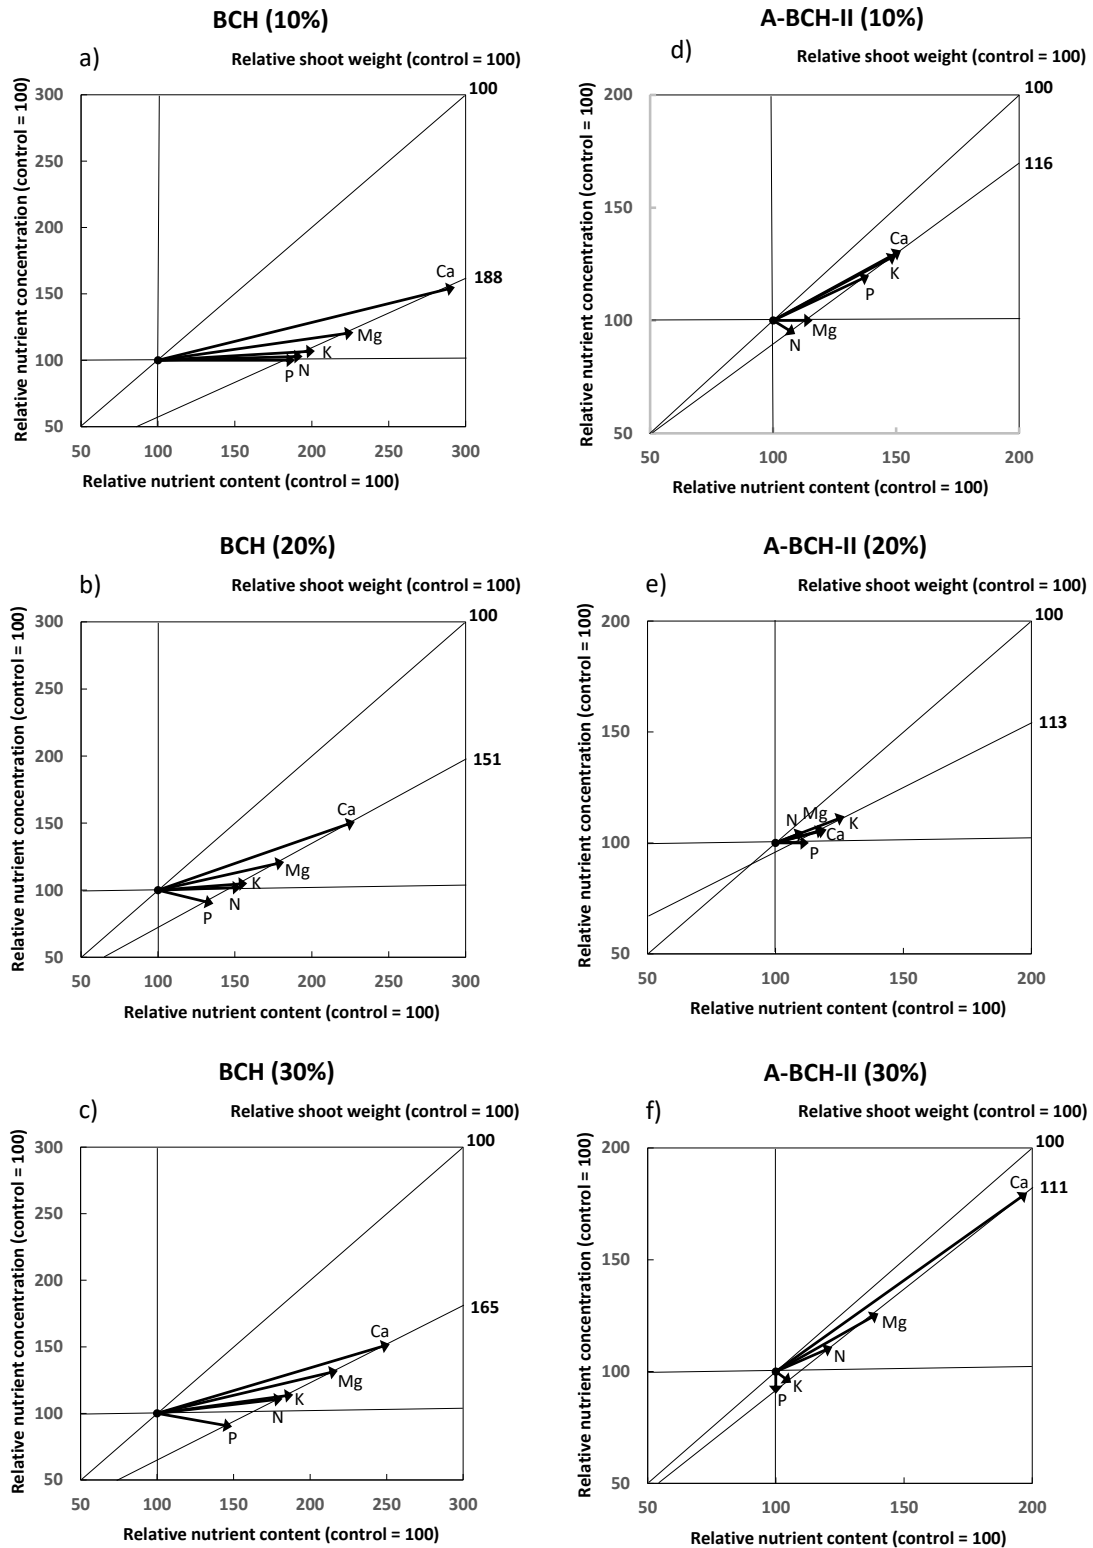 BCH (10%)
a)
Relative shoot weight (control = 100)
100
188
Relative nutrient concentration (control = 100)
300
250
200
150
100
50
Ca
Mg
K
N
P
50 100 150 200 250 300
Relative nutrient content (control = 100)
A-BCH-II (10%)
d)
Relative shoot weight (control = 100)
100
116
Relative nutrient concentration (control = 100)
200
150
100
50
Ca
K
P
Mg
N
50 100 150 200
Relative nutrient content (control = 100)
BCH (20%)
b)
Relative shoot weight (control = 100)
100
151
Relative nutrient concentration (control = 100)
300
250
200
150
100
50
Ca
Mg
K
N
P
50 100 150 200 250 300
Relative nutrient content (control = 100)
A-BCH-II (20%)
e)
Relative shoot weight (control = 100)
100
113
Relative nutrient concentration (control = 100)
200
150
100
50
N Mg
K
Ca
P
50 100 150 200
Relative nutrient content (control = 100)
BCH (30%)
c)
Relative shoot weight (control = 100)
100
165
Relative nutrient concentration (control = 100)
300
250
200
150
100
50
Ca
Mg
K
N
P
50 100 150 200 250 300
Relative nutrient content (control = 100)
A-BCH-II (30%)
f)
Relative shoot weight (control = 100)
100
111
Relative nutrient concentration (control = 100)
200
150
100
50
Ca
Mg
N
K
P
50 100 150 200
Relative nutrient content (control = 100)